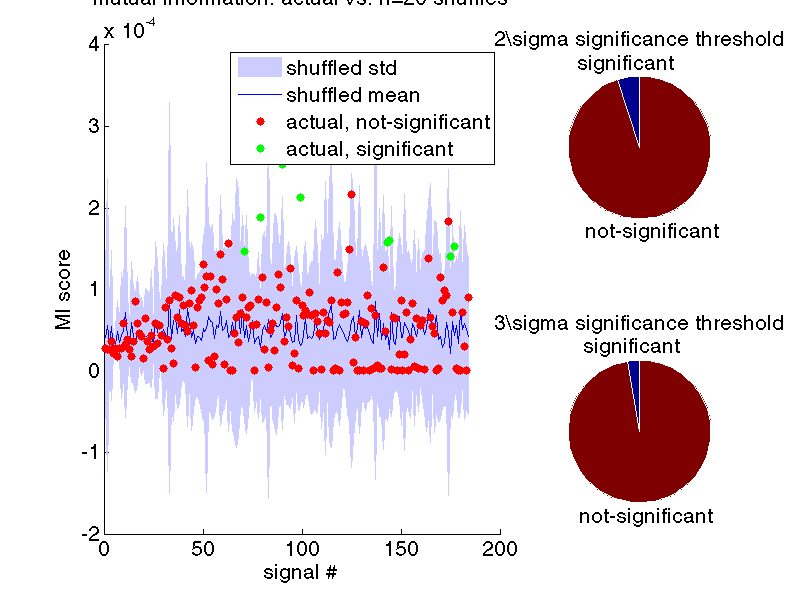 mutual information: actual vs. n=20 shuffles
x 10^-4
4
3
2
1
0
-1
-2
0 50 100 150 200
MI score
signal #
shuffled std
shuffled mean
actual, not-significant
actual, significant
2\sigma significance threshold
significant
not-significant
3\sigma significance threshold
significant
not-significant